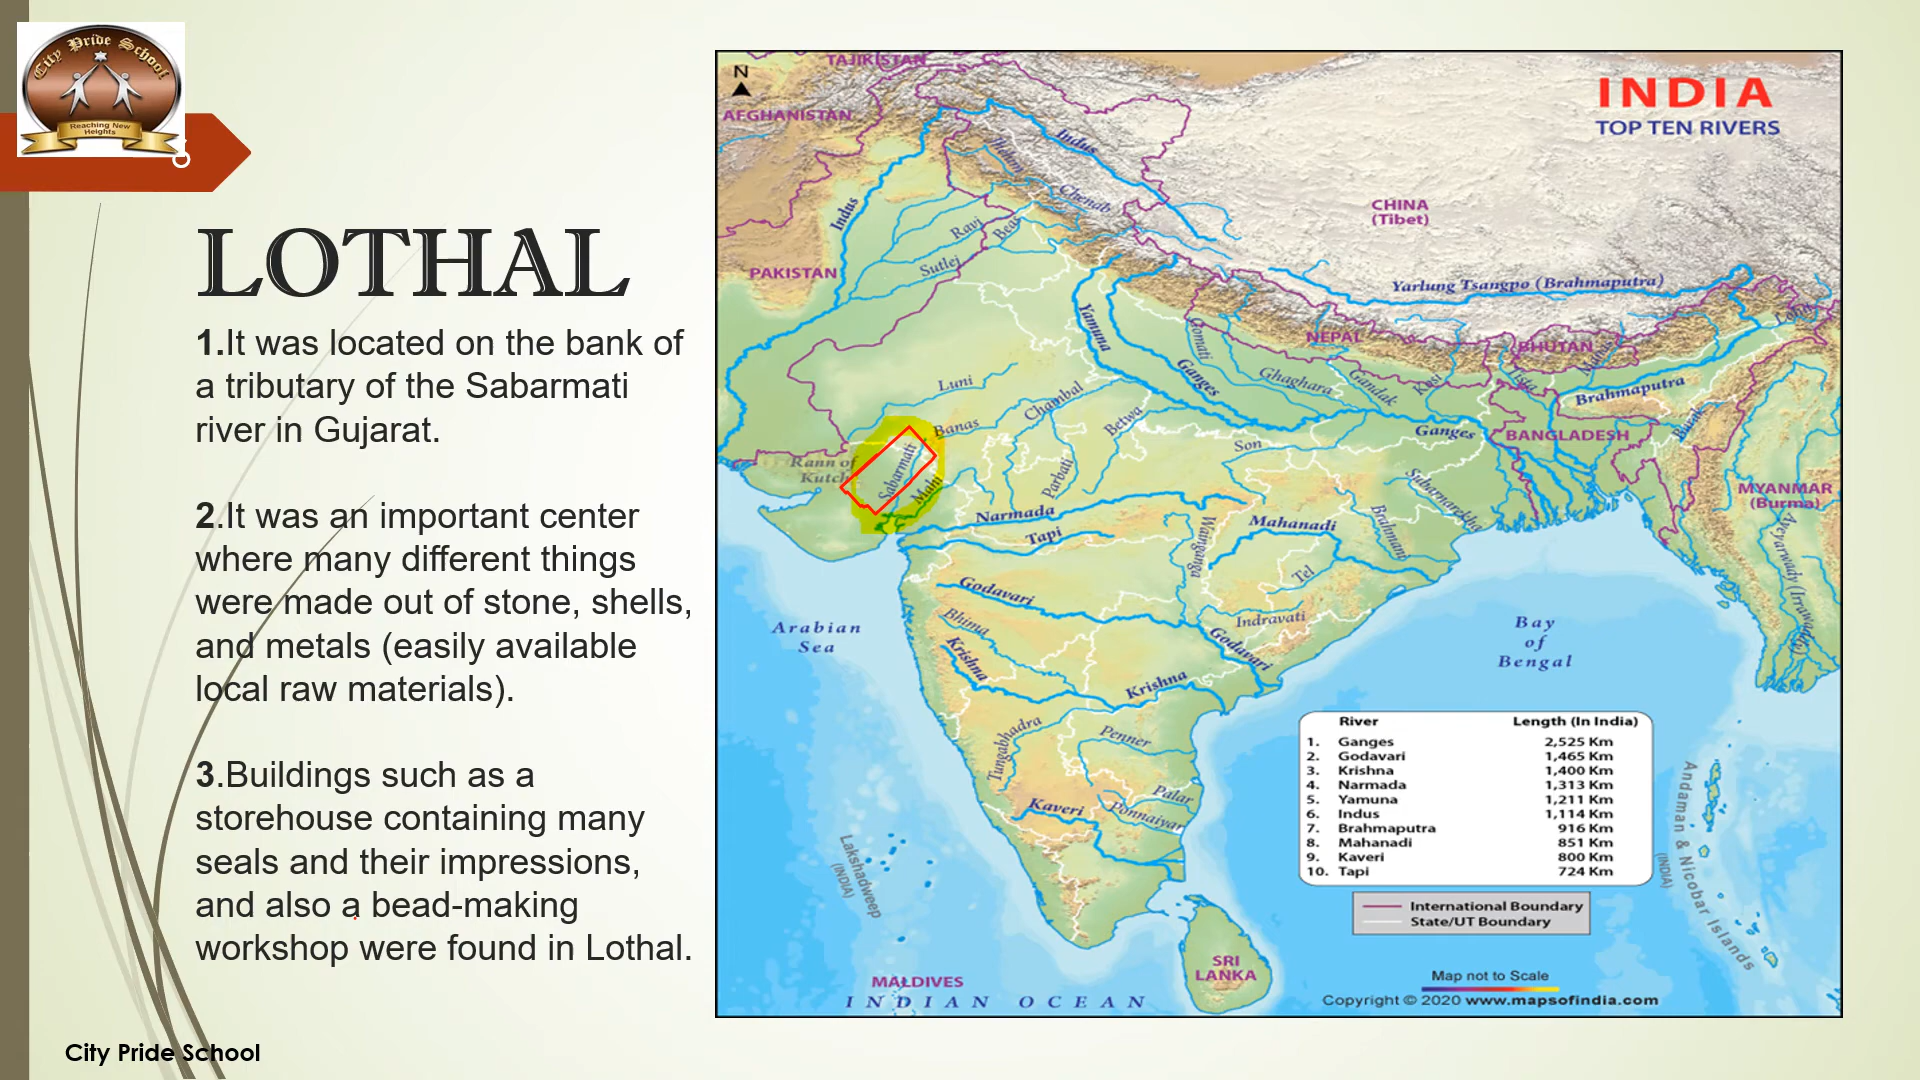 City Pride School
Reaching New
Heights
LOTHAL
1.It was located on the bank of
a tributary of the Sabarmati
river in Gujarat.
2.It was an important center
where many different things
were made out of stone, shells,
and metals (easily available
local raw materials).
3.Buildings such as a
storehouse containing many
seals and their impressions,
and also a bead-making
workshop were found in Lothal.
City Pride School
N
INDIA
TOP TEN RIVERS
TAJIKISTAN
AFGHANISTAN
Indus
Jhelum
Chenab
CHINA
(Tibet)
Indus
Ravi
Beas
Sutlej
PAKISTAN
Yarlung Tsangpo (Brahmaputra)
Yamuna
Gomati
NEPAL
BHUTAN
Ganges
Ghaghara
Gandak
Kosi
Brahmaputra
Luni
Chambal
Banas
Betwa
Son
Ganges
BANGLADESH
Barak
Rann of
Kutch
Sabarmati
Mahi
Parbati
Subarnarekha
MYANMAR
(Burma)
Narmada
Tapi
Wainganga
Mahanadi
Brahmani
Ayeyarwady (Irrawaddy)
Tel
Godavari
Bhima
Indravati
Krishna
Godavari
Arabian
Sea
Bay
of
Bengal
Krishna
Tungabhadra
Penner
Palar
Kaveri
Ponnaiyar
Lakshadweep
(INDIA)
Andaman & Nicobar Islands
(INDIA)
River Length (In India)
1. Ganges 2,525 Km
2. Godavari 1,465 Km
3. Krishna 1,400 Km
4. Narmada 1,313 Km
5. Yamuna 1,211 Km
6. Indus 1,114 Km
7. Brahmaputra 916 Km
8. Mahanadi 851 Km
9. Kaveri 800 Km
10. Tapi 724 Km
International Boundary
State/UT Boundary
SRI
LANKA
MALDIVES
INDIAN OCEAN
Map not to Scale
Copyright © 2020 www.mapsofindia.com